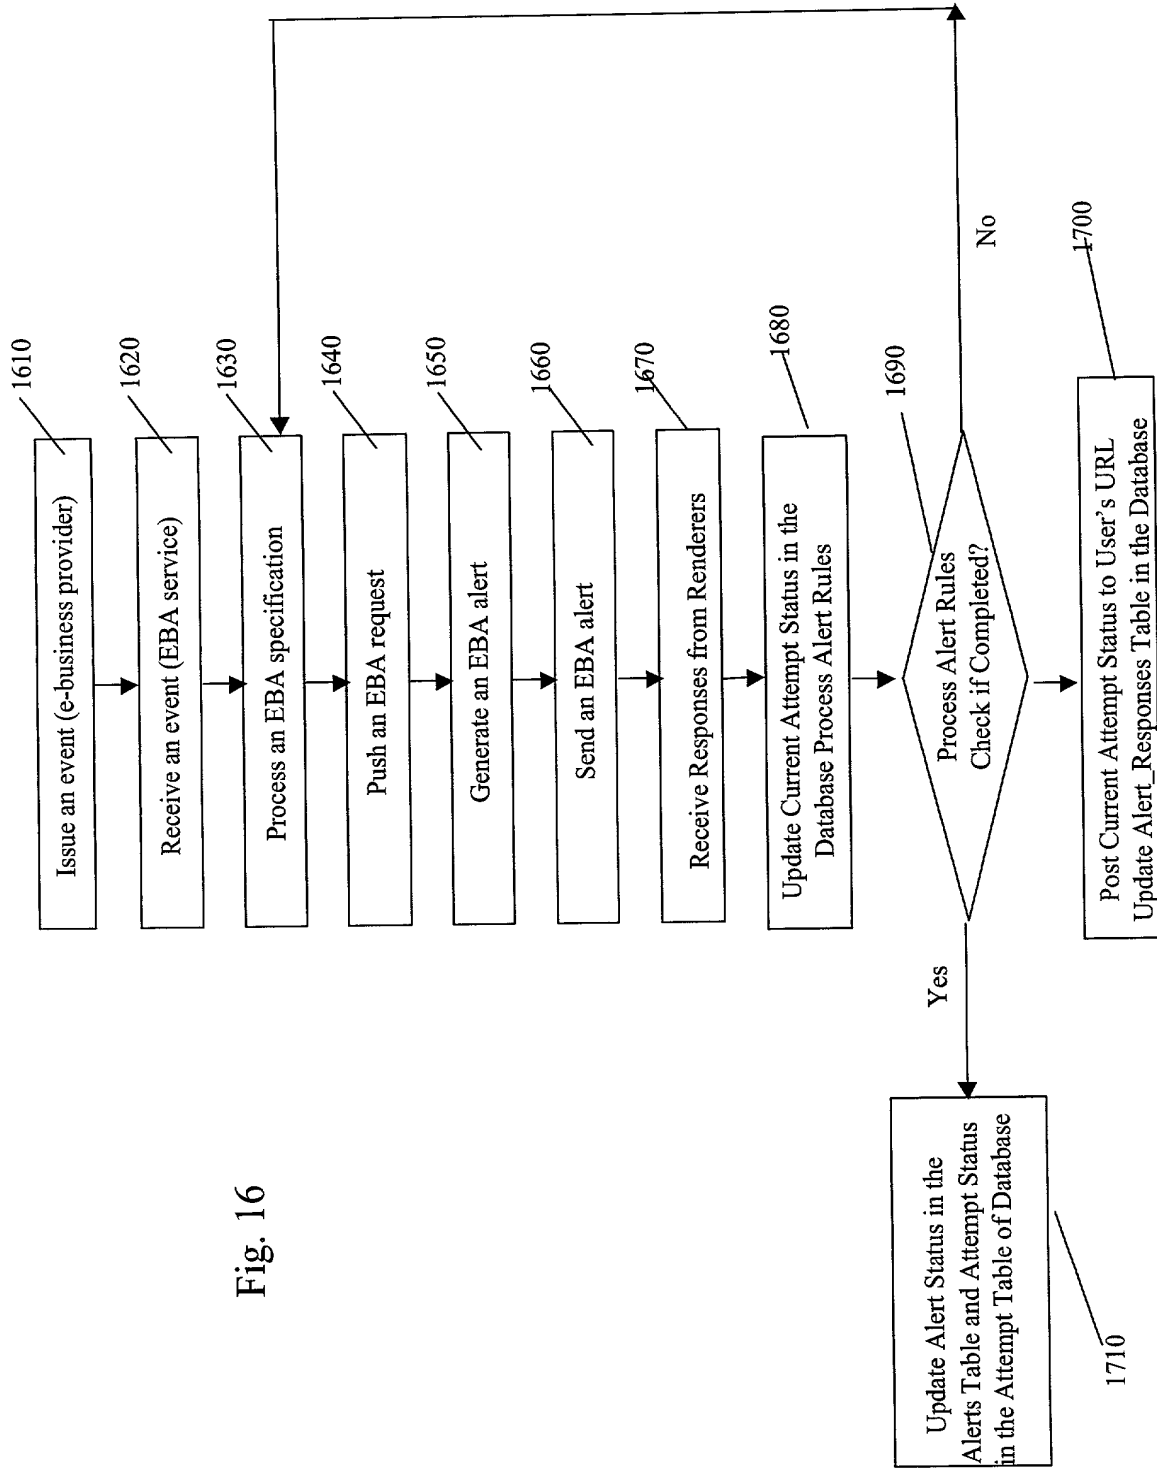 Issue an event (e-business provider)
1610
Receive an event (EBA service)
1620
Process an EBA specification
1630
Push an EBA request
1640
Generate an EBA alert
1650
Send an EBA alert
1660
Receive Responses from Renderers
1670
Update Current Attempt Status in the
Database Process Alert Rules
1680
Process Alert Rules
Check if Completed?
1690
No
Yes
Post Current Attempt Status to User's URL
Update Alert_Responses Table in the Database
1700
Update Alert Status in the
Alerts Table and Attempt Status
in the Attempt Table of Database
1710
Fig. 16